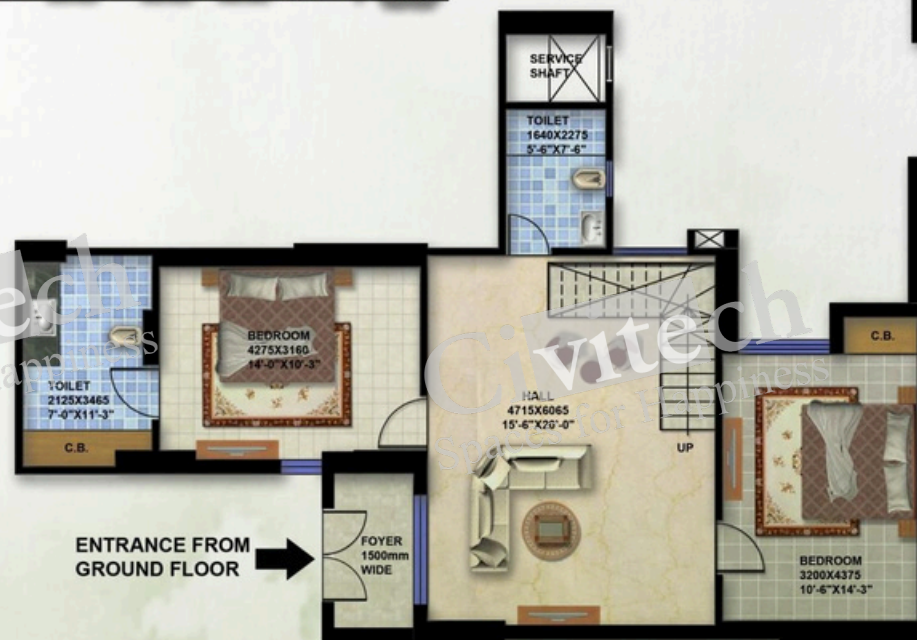 SERVICE
SHAFT
TOILET
1640X2275
5'-6"X7'-6"
BEDROOM
4275X3160
14'-0"X10'-3"
C.B.
TOILET
2125X3465
7'-0"X11'-3"
C.B.
HALL
4715X6065
15'-6"X20'-0"
UP
ENTRANCE FROM
GROUND FLOOR
FOYER
1500mm
WIDE
BEDROOM
3200X4375
10'-6"X14'-3"
Civitech
Spaces for Happiness
tech
Happiness